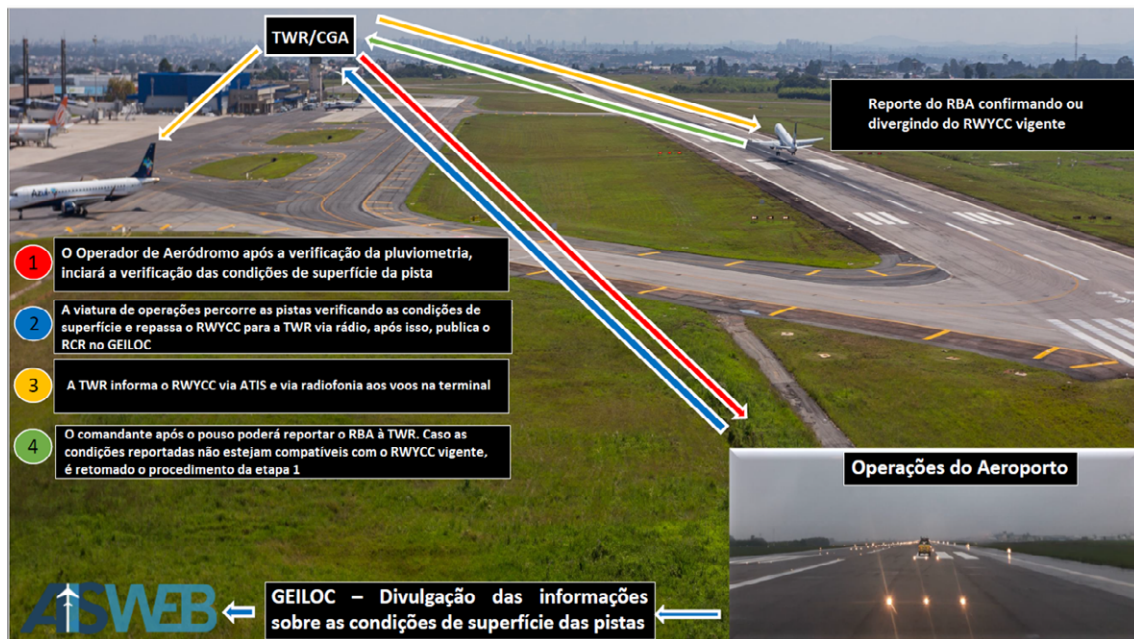 TWR/CGA
Reporte do RBA confirmando ou
divergindo do RWYCC vigente
Azul
1
O Operador de Aeródromo após a verificação da pluviometria,
inciará a verificação das condições de superfície da pista
2
A viatura de operações percorre as pistas verificando as condições de
superfície e repassa o RWYCC para a TWR via rádio, após isso, publica o
RCR no GEILOC
3
A TWR informa o RWYCC via ATIS e via radiofonia aos voos na terminal
4
O comandante após o pouso poderá reportar o RBA à TWR. Caso as
condições reportadas não estejam compatíveis com o RWYCC vigente,
é retomado o procedimento da etapa 1
Operações do Aeroporto
AISWEB
GEILOC – Divulgação das informações
sobre as condições de superfície das pistas